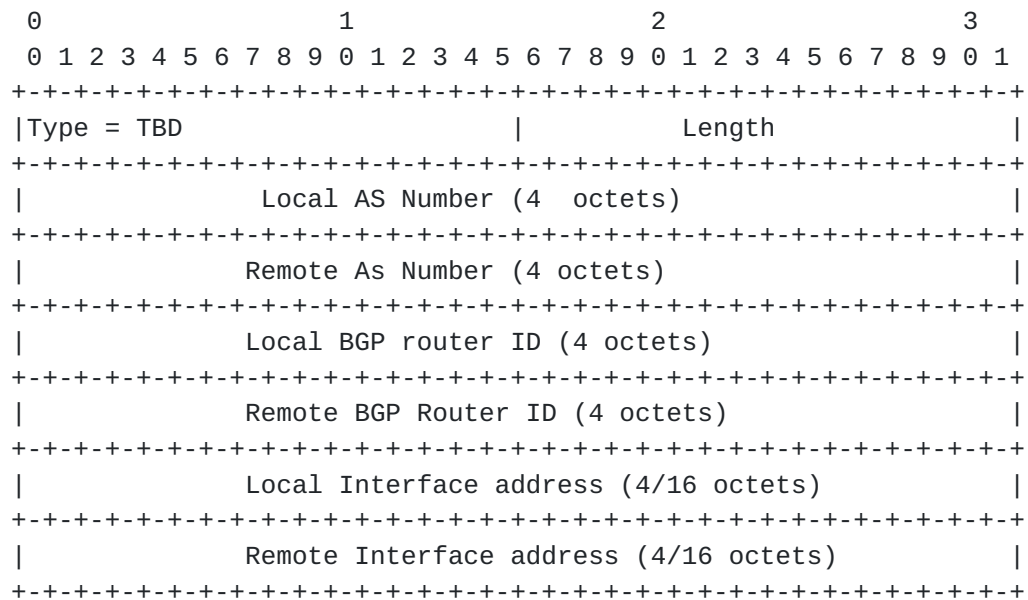 0                   1                   2                   3
 0 1 2 3 4 5 6 7 8 9 0 1 2 3 4 5 6 7 8 9 0 1 2 3 4 5 6 7 8 9 0 1
+-+-+-+-+-+-+-+-+-+-+-+-+-+-+-+-+-+-+-+-+-+-+-+-+-+-+-+-+-+-+-+-+
|Type = TBD                     |          Length               |
+-+-+-+-+-+-+-+-+-+-+-+-+-+-+-+-+-+-+-+-+-+-+-+-+-+-+-+-+-+-+-+-+
|               Local AS Number (4  octets)                     |
+-+-+-+-+-+-+-+-+-+-+-+-+-+-+-+-+-+-+-+-+-+-+-+-+-+-+-+-+-+-+-+-+
|              Remote As Number (4 octets)                      |
+-+-+-+-+-+-+-+-+-+-+-+-+-+-+-+-+-+-+-+-+-+-+-+-+-+-+-+-+-+-+-+-+
|              Local BGP router ID (4 octets)                   |
+-+-+-+-+-+-+-+-+-+-+-+-+-+-+-+-+-+-+-+-+-+-+-+-+-+-+-+-+-+-+-+-+
|              Remote BGP Router ID (4 octets)                  |
+-+-+-+-+-+-+-+-+-+-+-+-+-+-+-+-+-+-+-+-+-+-+-+-+-+-+-+-+-+-+-+-+
|              Local Interface address (4/16 octets)            |
+-+-+-+-+-+-+-+-+-+-+-+-+-+-+-+-+-+-+-+-+-+-+-+-+-+-+-+-+-+-+-+-+
|              Remote Interface address (4/16 octets)           |
+-+-+-+-+-+-+-+-+-+-+-+-+-+-+-+-+-+-+-+-+-+-+-+-+-+-+-+-+-+-+-+-+